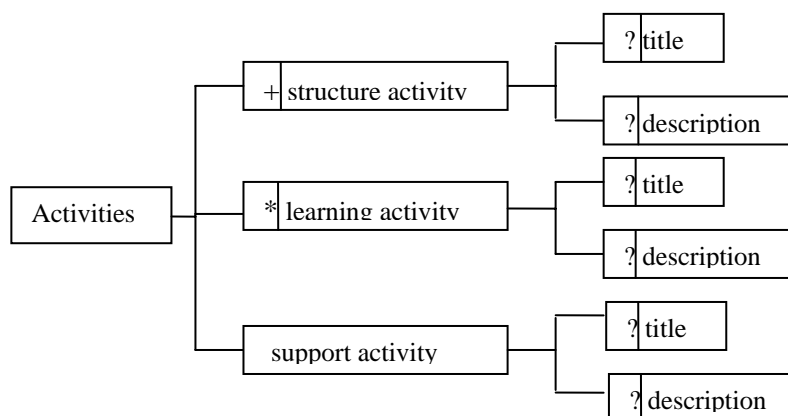 ? title
+ structure activity
? description
? title
Activities
* learning activity
? description
? title
support activity
? description